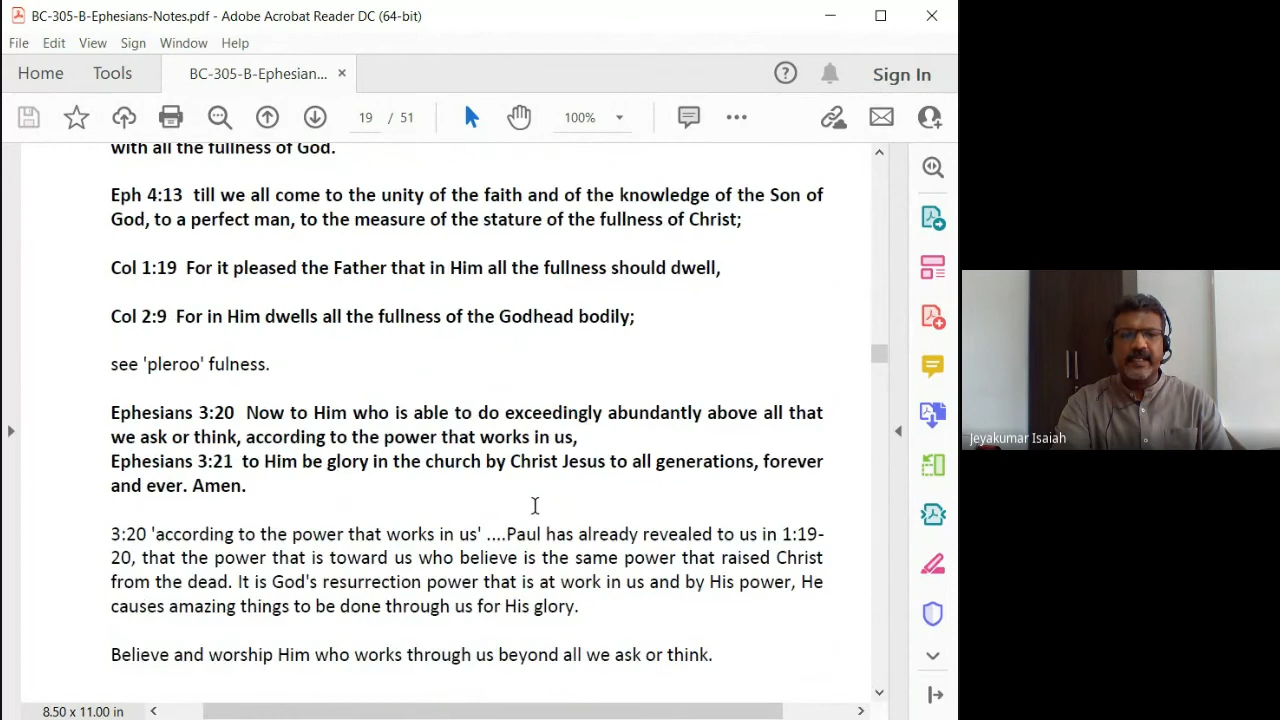 BC-305-B-Ephesians-Notes.pdf - Adobe Acrobat Reader DC (64-bit)
File Edit View Sign Window Help
Home Tools BC-305-B-Ephesian... × Sign In
19 / 51 100%
with all the fullness of God.
Eph 4:13 till we all come to the unity of the faith and of the knowledge of the Son of
God, to a perfect man, to the measure of the stature of the fullness of Christ;
Col 1:19 For it pleased the Father that in Him all the fullness should dwell,
Col 2:9 For in Him dwells all the fullness of the Godhead bodily;
see 'pleroo' fulness.
Ephesians 3:20 Now to Him who is able to do exceedingly abundantly above all that
we ask or think, according to the power that works in us,
Ephesians 3:21 to Him be glory in the church by Christ Jesus to all generations, forever
and ever. Amen.
3:20 'according to the power that works in us' ....Paul has already revealed to us in 1:19-
20, that the power that is toward us who believe is the same power that raised Christ
from the dead. It is God's resurrection power that is at work in us and by His power, He
causes amazing things to be done through us for His glory.
Believe and worship Him who works through us beyond all we ask or think.
8.50 x 11.00 in
Jeyakumar Isaiah